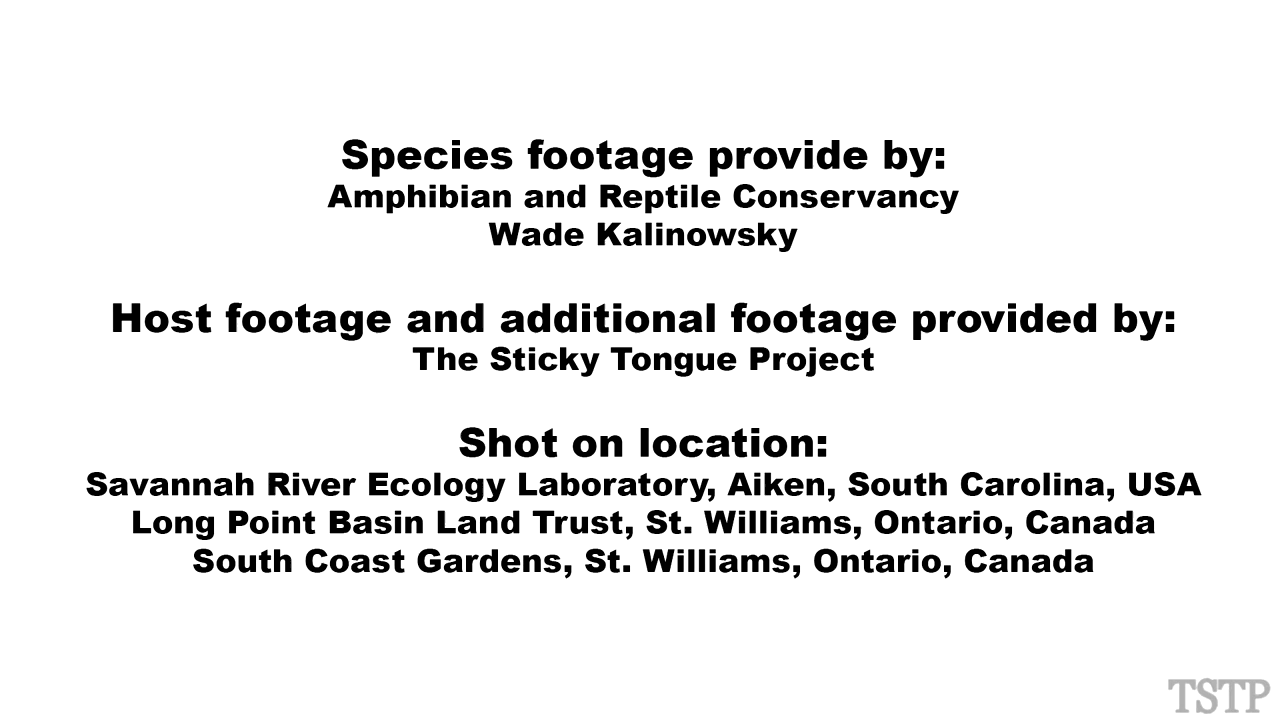 Species footage provide by:
Amphibian and Reptile Conservancy
Wade Kalinowsky
Host footage and additional footage provided by:
The Sticky Tongue Project
Shot on location:
Savannah River Ecology Laboratory, Aiken, South Carolina, USA
Long Point Basin Land Trust, St. Williams, Ontario, Canada
South Coast Gardens, St. Williams, Ontario, Canada
TSTP